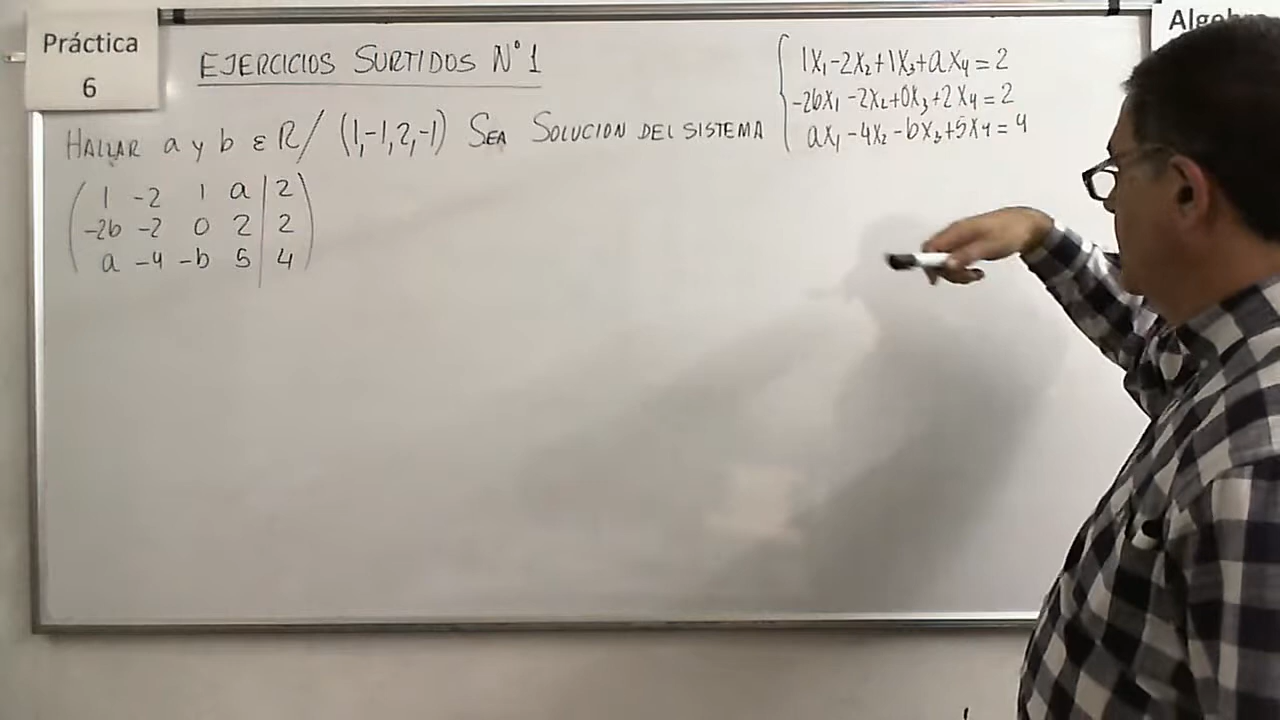 Práctica
6
EJERCICIOS SURTIDOS N° 1
HALLAR a y b ε R / (1,-1,2,-1) SEA SOLUCION DEL SISTEMA
1X₁-2X₂+1X₃+aX₄=2
-2bX₁-2X₂+0X₃+2X₄=2
aX₁-4X₂-bX₃+5X₄=4
1 -2 1 a | 2
-2b -2 0 2 | 2
a -4 -b 5 | 4